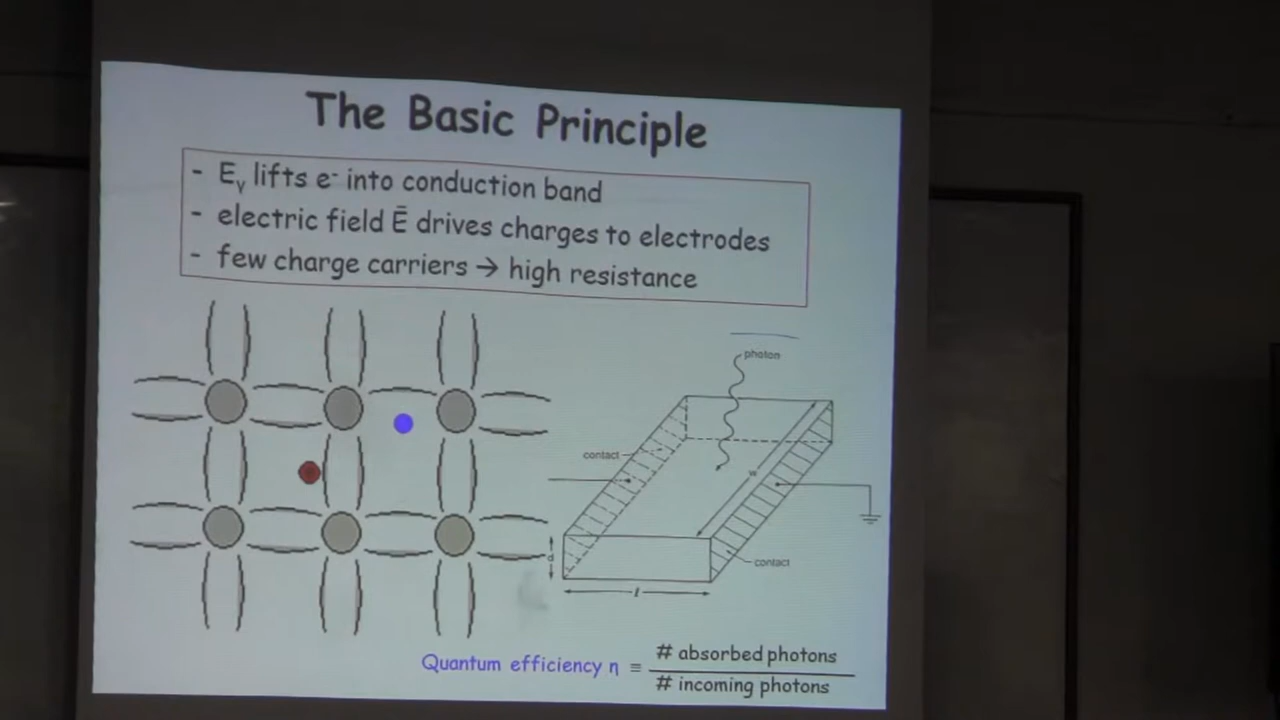 The Basic Principle
- Eγ lifts e⁻ into conduction band
- electric field Ē drives charges to electrodes
- few charge carriers → high resistance
photon
contact
w
d
contact
l
Quantum efficiency η ≡ # absorbed photons
# incoming photons